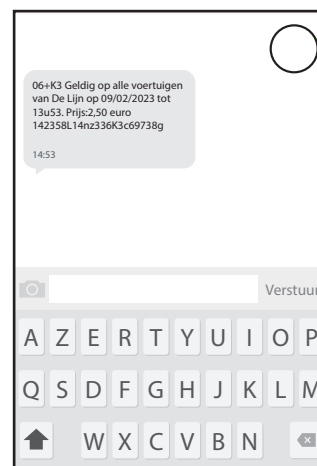 06+K3 Geldig op alle voertuigen
van De Lijn op 09/02/2023 tot
13u53. Prijs:2,50 euro
142358L14nz336K3c69738g
14:53
Verstuur
A Z E R T Y U I O P
Q S D F G H J K L M
W X C V B N